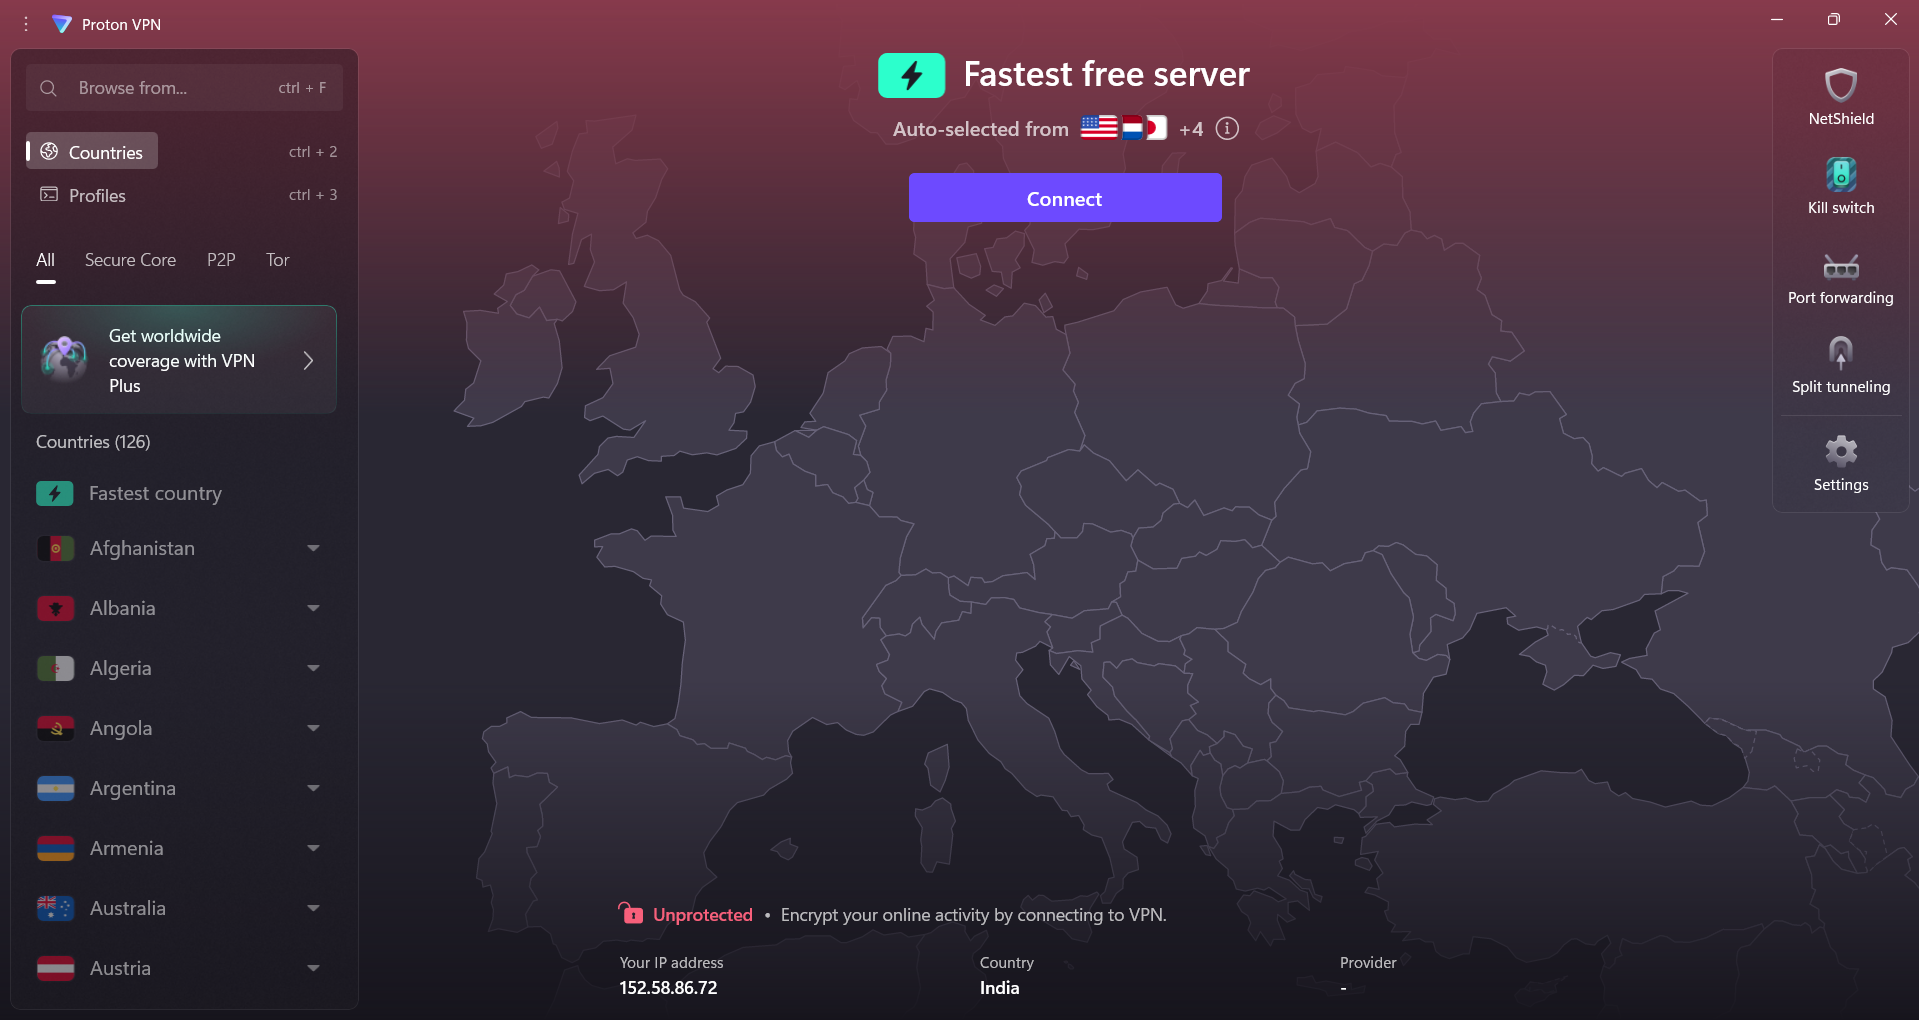 Proton VPN
Browse from...
ctrl + F
Countries
ctrl + 2
Profiles
ctrl + 3
All
Secure Core
P2P
Tor
Get worldwide
coverage with VPN
Plus
Countries (126)
Fastest country
Afghanistan
Albania
Algeria
Angola
Argentina
Armenia
Australia
Austria
Fastest free server
Auto-selected from
+4
Connect
Unprotected • Encrypt your online activity by connecting to VPN.
Your IP address
152.58.86.72
Country
India
Provider
-
NetShield
Kill switch
Port forwarding
Split tunneling
Settings